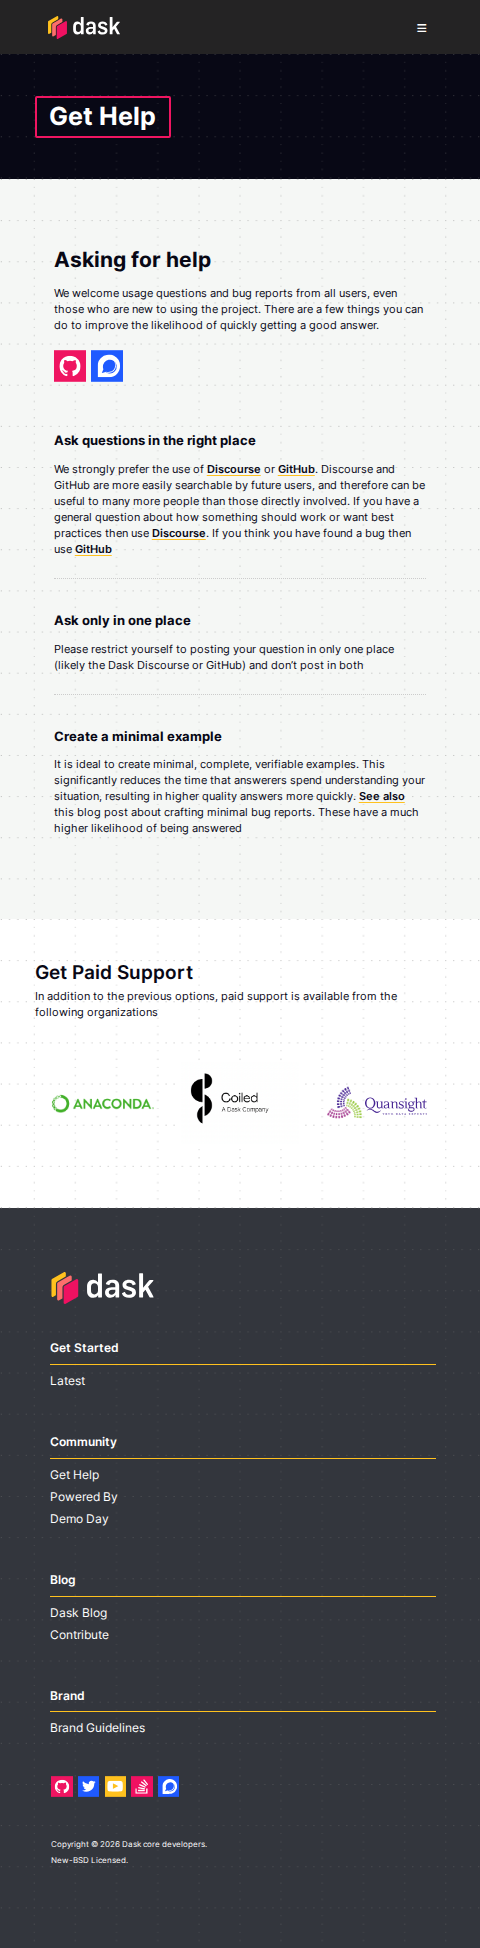 dask
≡
Get Help
Asking for help
We welcome usage questions and bug reports from all users, even
those who are new to using the project. There are a few things you can
do to improve the likelihood of quickly getting a good answer.
Ask questions in the right place
We strongly prefer the use of Discourse or GitHub. Discourse and
GitHub are more easily searchable by future users, and therefore can be
useful to many more people than those directly involved. If you have a
general question about how something should work or want best
practices then use Discourse. If you think you have found a bug then
use GitHub
Ask only in one place
Please restrict yourself to posting your question in only one place
(likely the Dask Discourse or GitHub) and don’t post in both
Create a minimal example
It is ideal to create minimal, complete, verifiable examples. This
significantly reduces the time that answerers spend understanding your
situation, resulting in higher quality answers more quickly. See also
this blog post about crafting minimal bug reports. These have a much
higher likelihood of being answered
Get Paid Support
In addition to the previous options, paid support is available from the
following organizations
ANACONDA.
Coiled
A Dask Company
Quansight
dask
Get Started
Latest
Community
Get Help
Powered By
Demo Day
Blog
Dask Blog
Contribute
Brand
Brand Guidelines
Copyright © 2026 Dask core developers.
New-BSD Licensed.